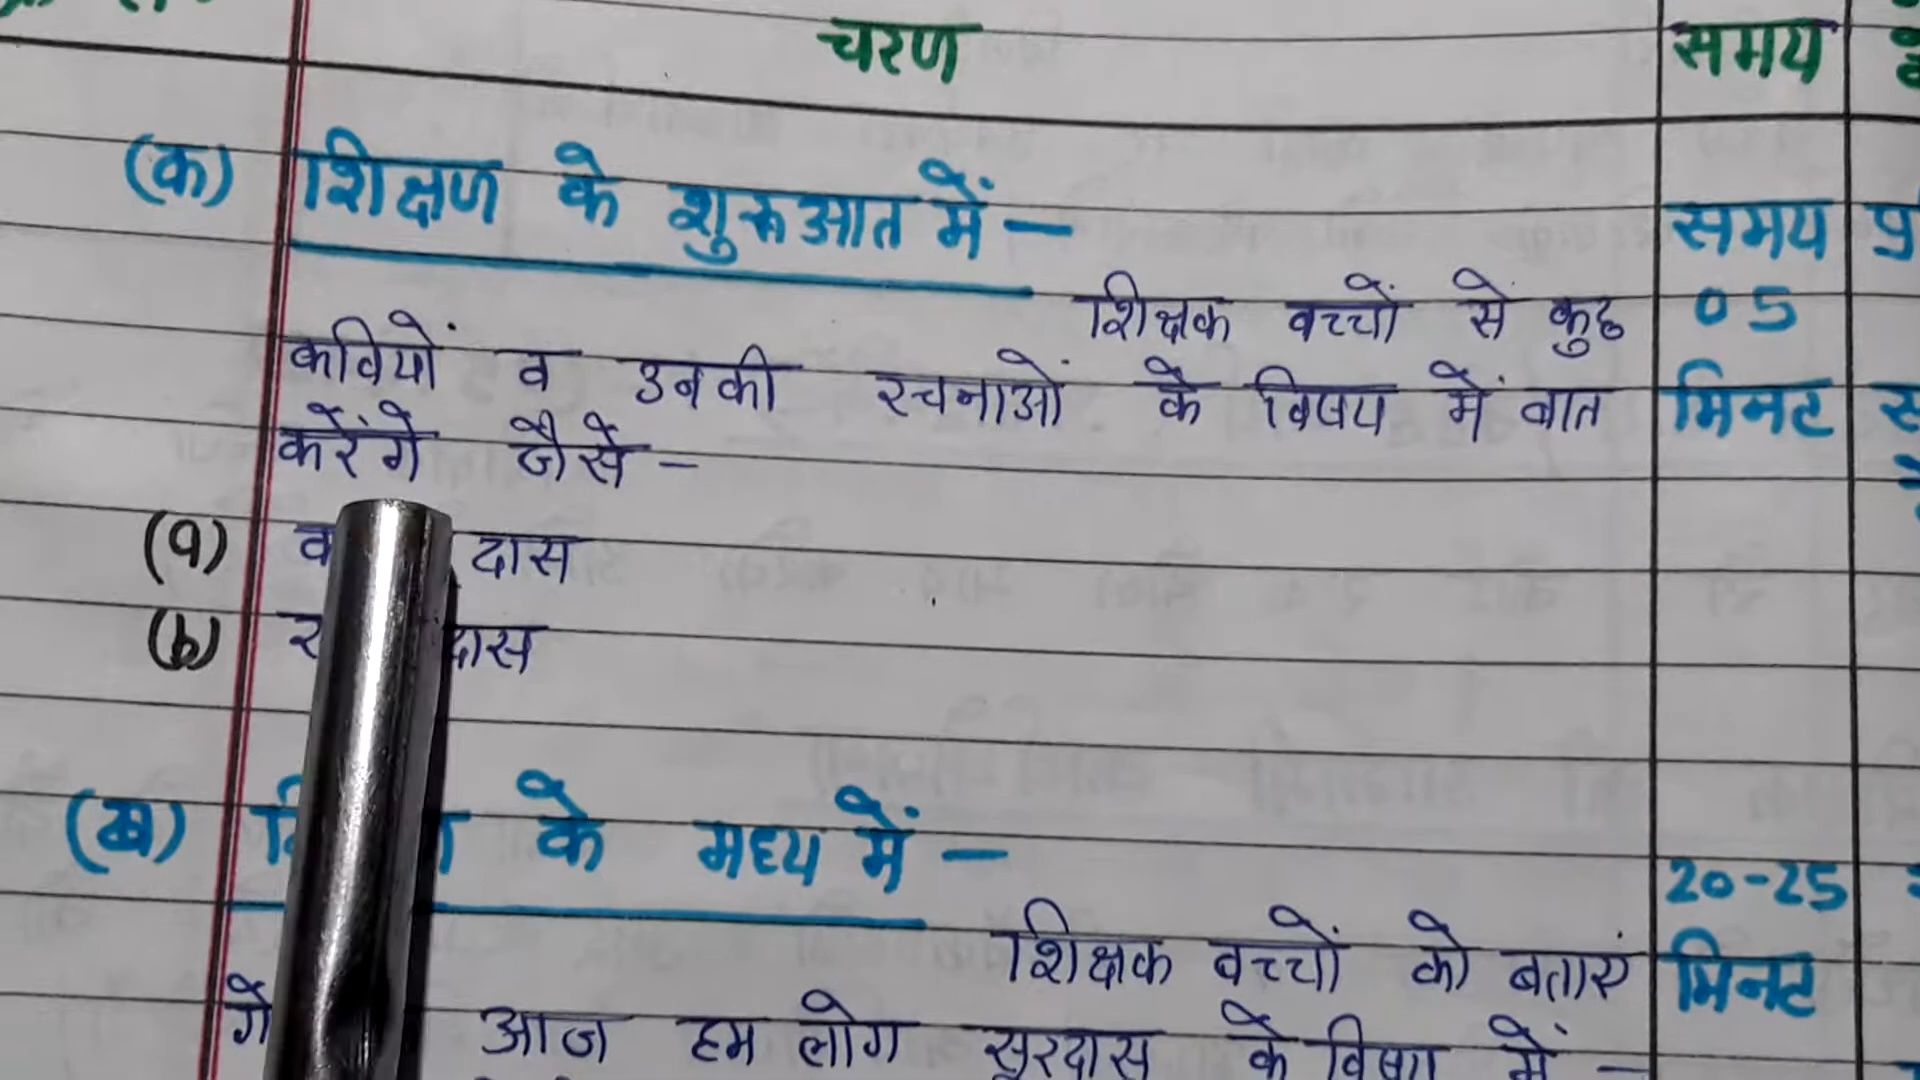 चरण समय
(क) शिक्षण के शुरुआत में – समय
शिक्षक बच्चों से कुछ 05
कवियों व उनकी रचनाओं के विषय में बात मिनट
करेंगे जैसे –
(a) दास
(b) दास
(ख) के मध्य में – 20-25
शिक्षक बच्चों को बताएं मिनट
गे आज हम लोग सूरदास के विषय में –